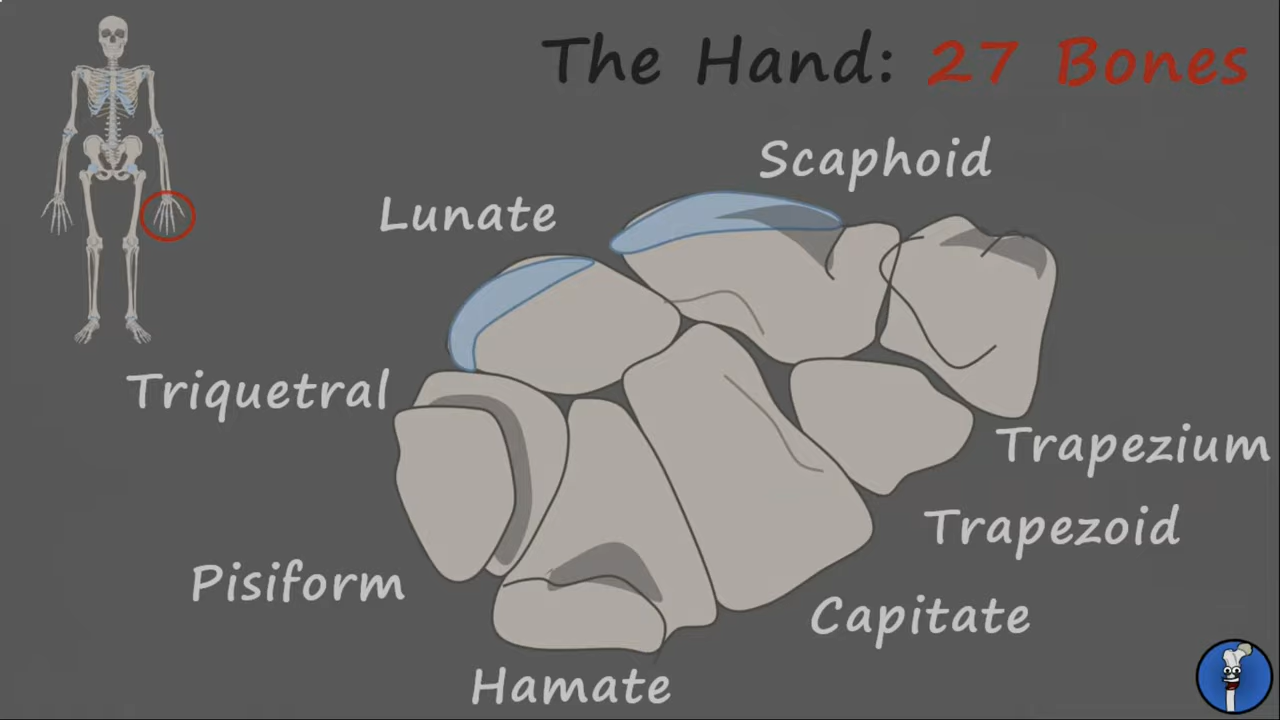 The Hand: 27 Bones
Scaphoid
Lunate
Triquetral
Trapezium
Trapezoid
Pisiform
Capitate
Hamate